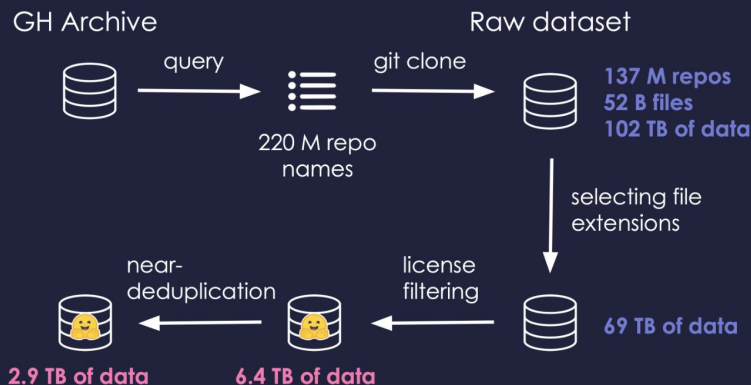 GH Archive
Raw dataset
query
git clone
220 M repo
names
137 M repos
52 B files
102 TB of data
selecting file
extensions
near-
deduplication
license
filtering
69 TB of data
2.9 TB of data
6.4 TB of data